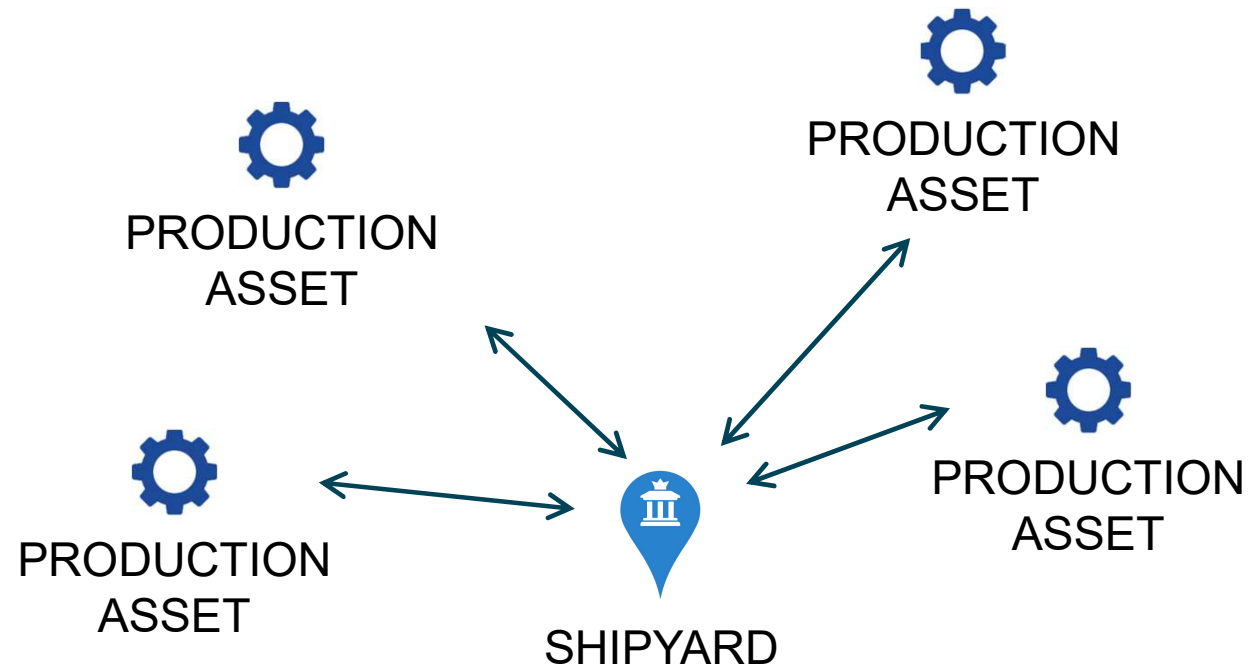 PRODUCTION
ASSET
PRODUCTION
ASSET
PRODUCTION
ASSET
PRODUCTION
ASSET
SHIPYARD